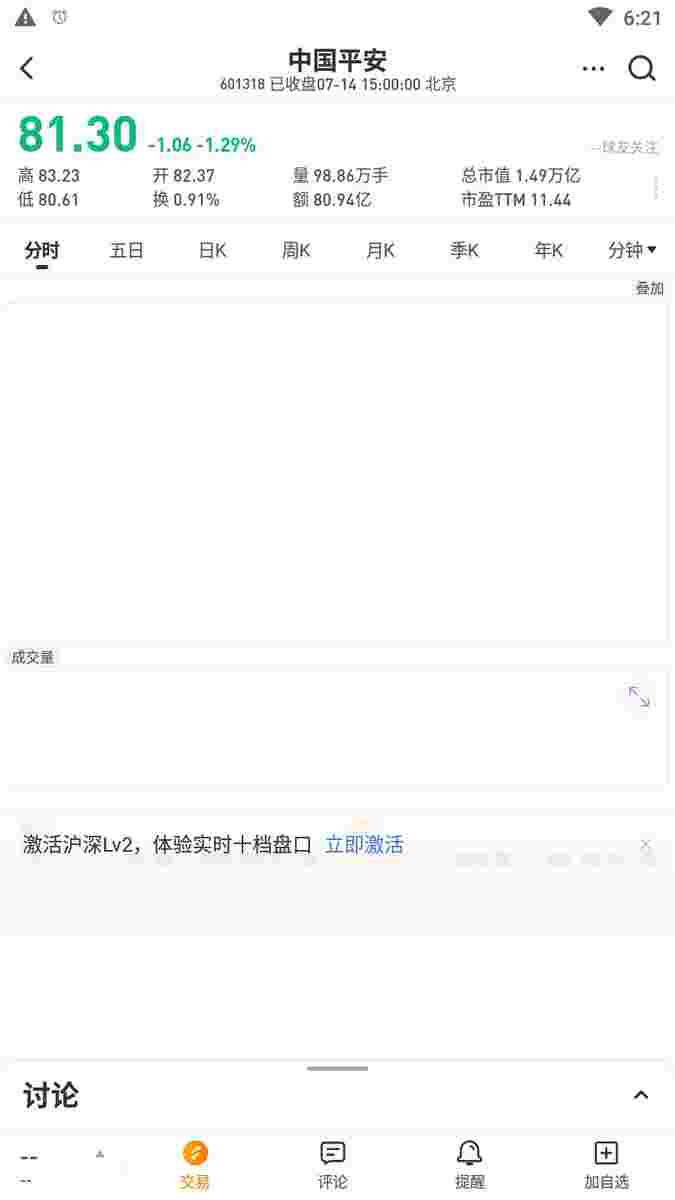 6:21
中国平安
601318 已收盘07-14 15:00:00 北京
81.30 -1.06 -1.29%
--球友关注
高 83.23 开 82.37 量 98.86万手 总市值 1.49万亿
低 80.61 换 0.91% 额 80.94亿 市盈TTM 11.44
分时 五日 日K 周K 月K 季K 年K 分钟
叠加
成交量
激活沪深Lv2，体验实时十档盘口 立即激活
讨论
--
--
交易 评论 提醒 加自选